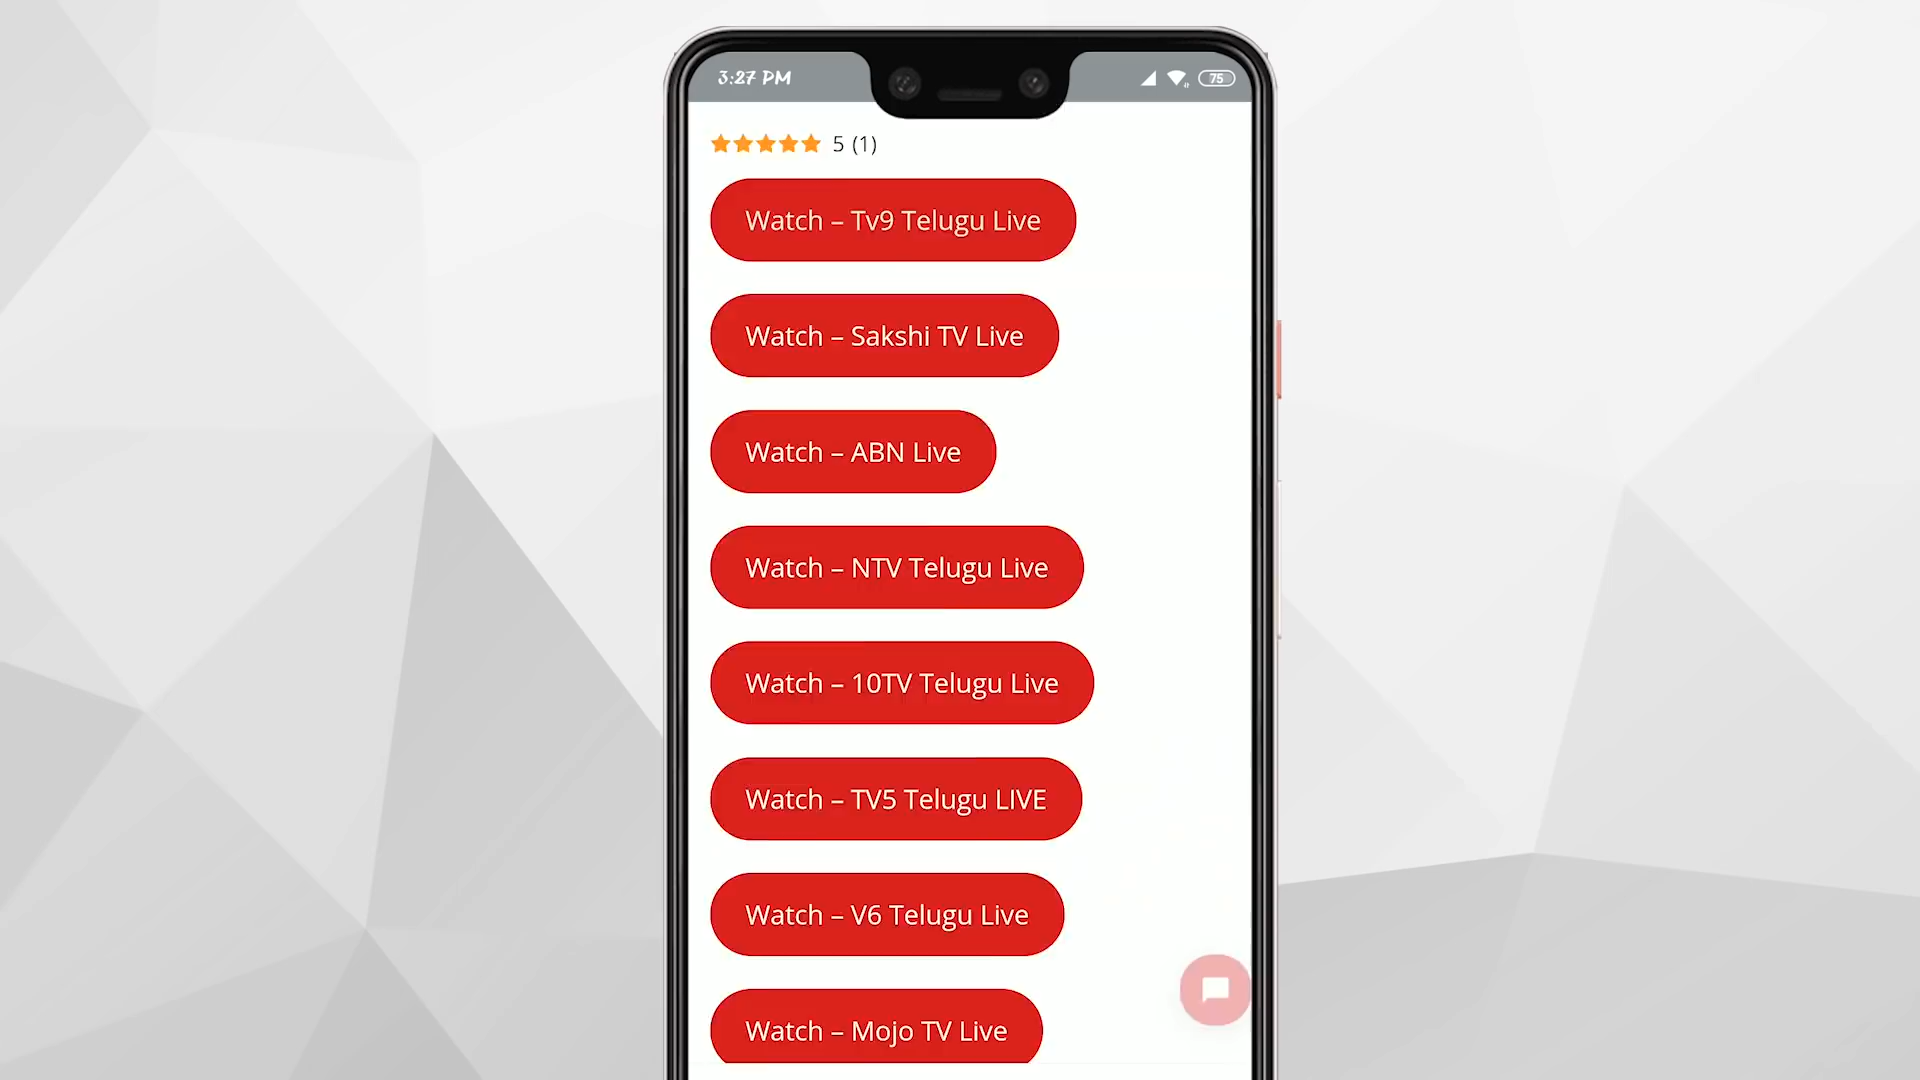 3:27 PM
75
5 (1)
Watch – Tv9 Telugu Live
Watch – Sakshi TV Live
Watch – ABN Live
Watch – NTV Telugu Live
Watch – 10TV Telugu Live
Watch – TV5 Telugu LIVE
Watch – V6 Telugu Live
Watch – Mojo TV Live